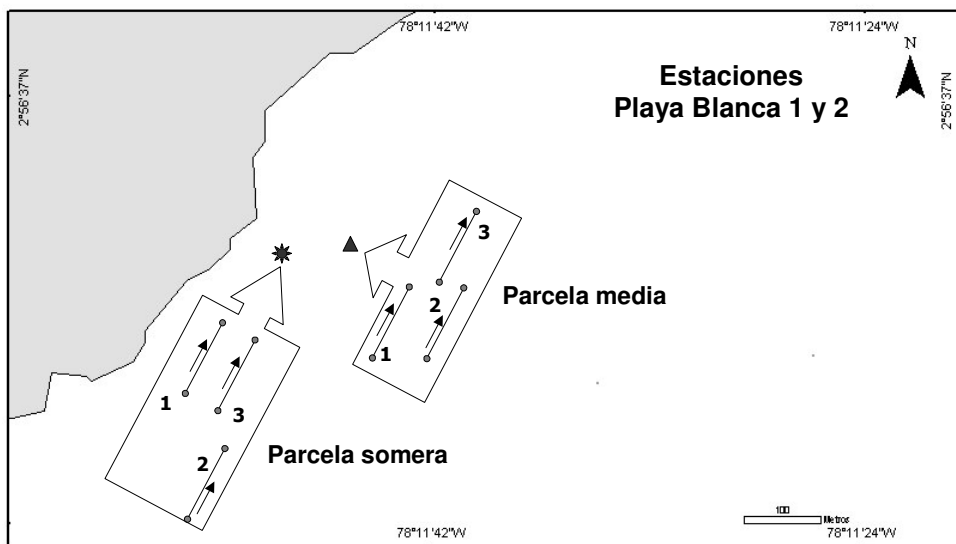 78°11'42"W
78°11'24"W
N
Estaciones
Playa Blanca 1 y 2
2°56'37"N
2°56'37"N
3
Parcela media
2
1
1
3
Parcela somera
2
100
Metros
78°11'42"W
78°11'24"W